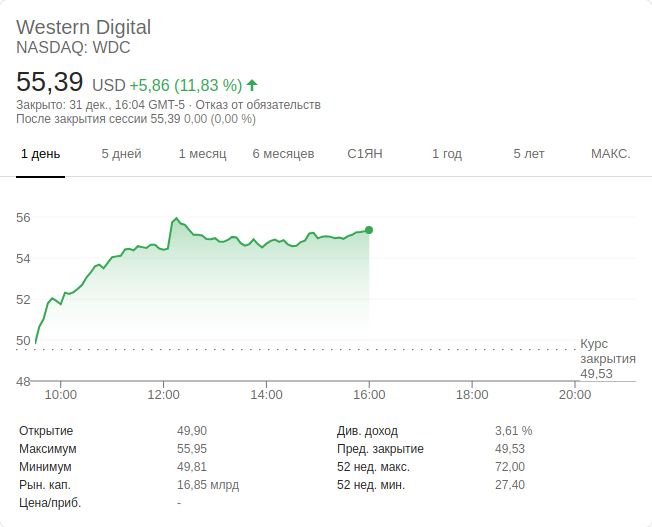 Western Digital
NASDAQ: WDC
55,39 USD +5,86 (11,83 %)
Закрыто: 31 дек., 16:04 GMT-5 · Отказ от обязательств
После закрытия сессии 55,39 0,00 (0,00 %)
1 день 5 дней 1 месяц 6 месяцев С1ЯН 1 год 5 лет МАКС.
56
54
52
50
Курс
закрытия
49,53
48
10:00 12:00 14:00 16:00 18:00 20:00
Открытие 49,90 Див. доход 3,61 %
Максимум 55,95 Пред. закрытие 49,53
Минимум 49,81 52 нед. макс. 72,00
Рын. кап. 16,85 млрд 52 нед. мин. 27,40
Цена/приб. -